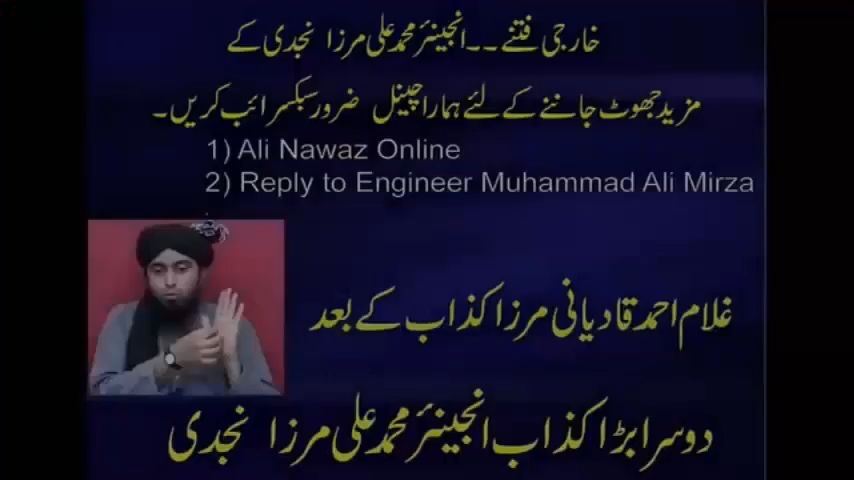 خارجی فتنے۔۔انجینئر محمد علی مرزا نجدی کے
مزید جھوٹ جاننے کے لئے ہمارا چینل ضرور سبکسرائب کریں۔
1) Ali Nawaz Online
2) Reply to Engineer Muhammad Ali Mirza
غلام احمد قادیانی مرزا کذاب کے بعد
دوسرا بڑا کذاب انجینئر محمد علی مرزا نجدی